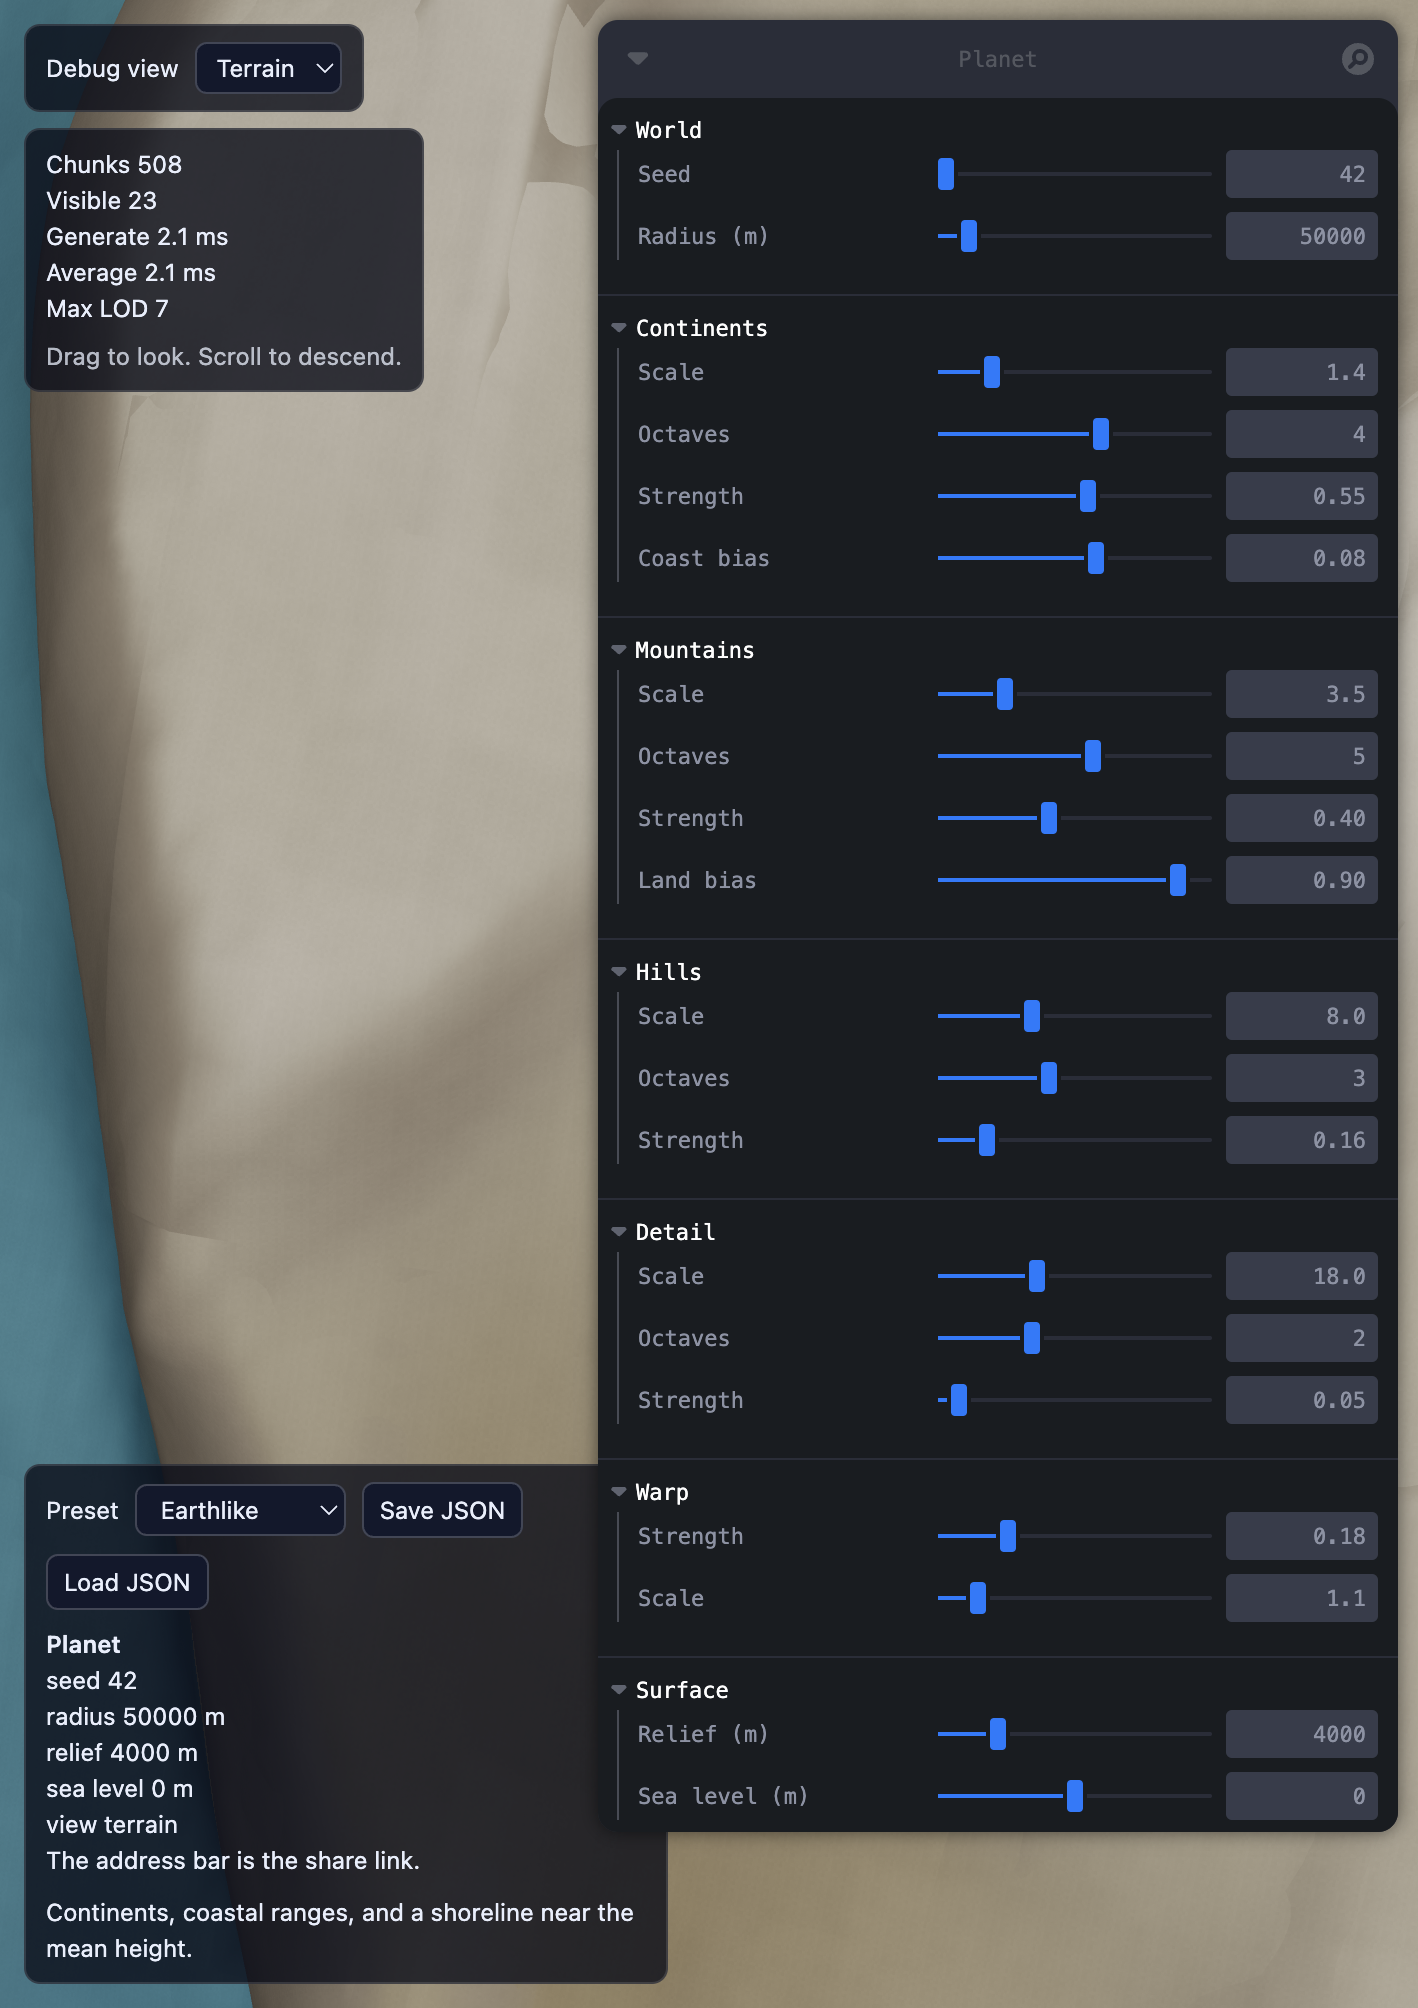 Debug view Terrain
Chunks 508
Visible 23
Generate 2.1 ms
Average 2.1 ms
Max LOD 7
Drag to look. Scroll to descend.
Planet
World
Seed 42
Radius (m) 50000
Continents
Scale 1.4
Octaves 4
Strength 0.55
Coast bias 0.08
Mountains
Scale 3.5
Octaves 5
Strength 0.40
Land bias 0.90
Hills
Scale 8.0
Octaves 3
Strength 0.16
Detail
Scale 18.0
Octaves 2
Strength 0.05
Warp
Strength 0.18
Scale 1.1
Surface
Relief (m) 4000
Sea level (m) 0
Preset Earthlike Save JSON
Load JSON
Planet
seed 42
radius 50000 m
relief 4000 m
sea level 0 m
view terrain
The address bar is the share link.
Continents, coastal ranges, and a shoreline near the
mean height.